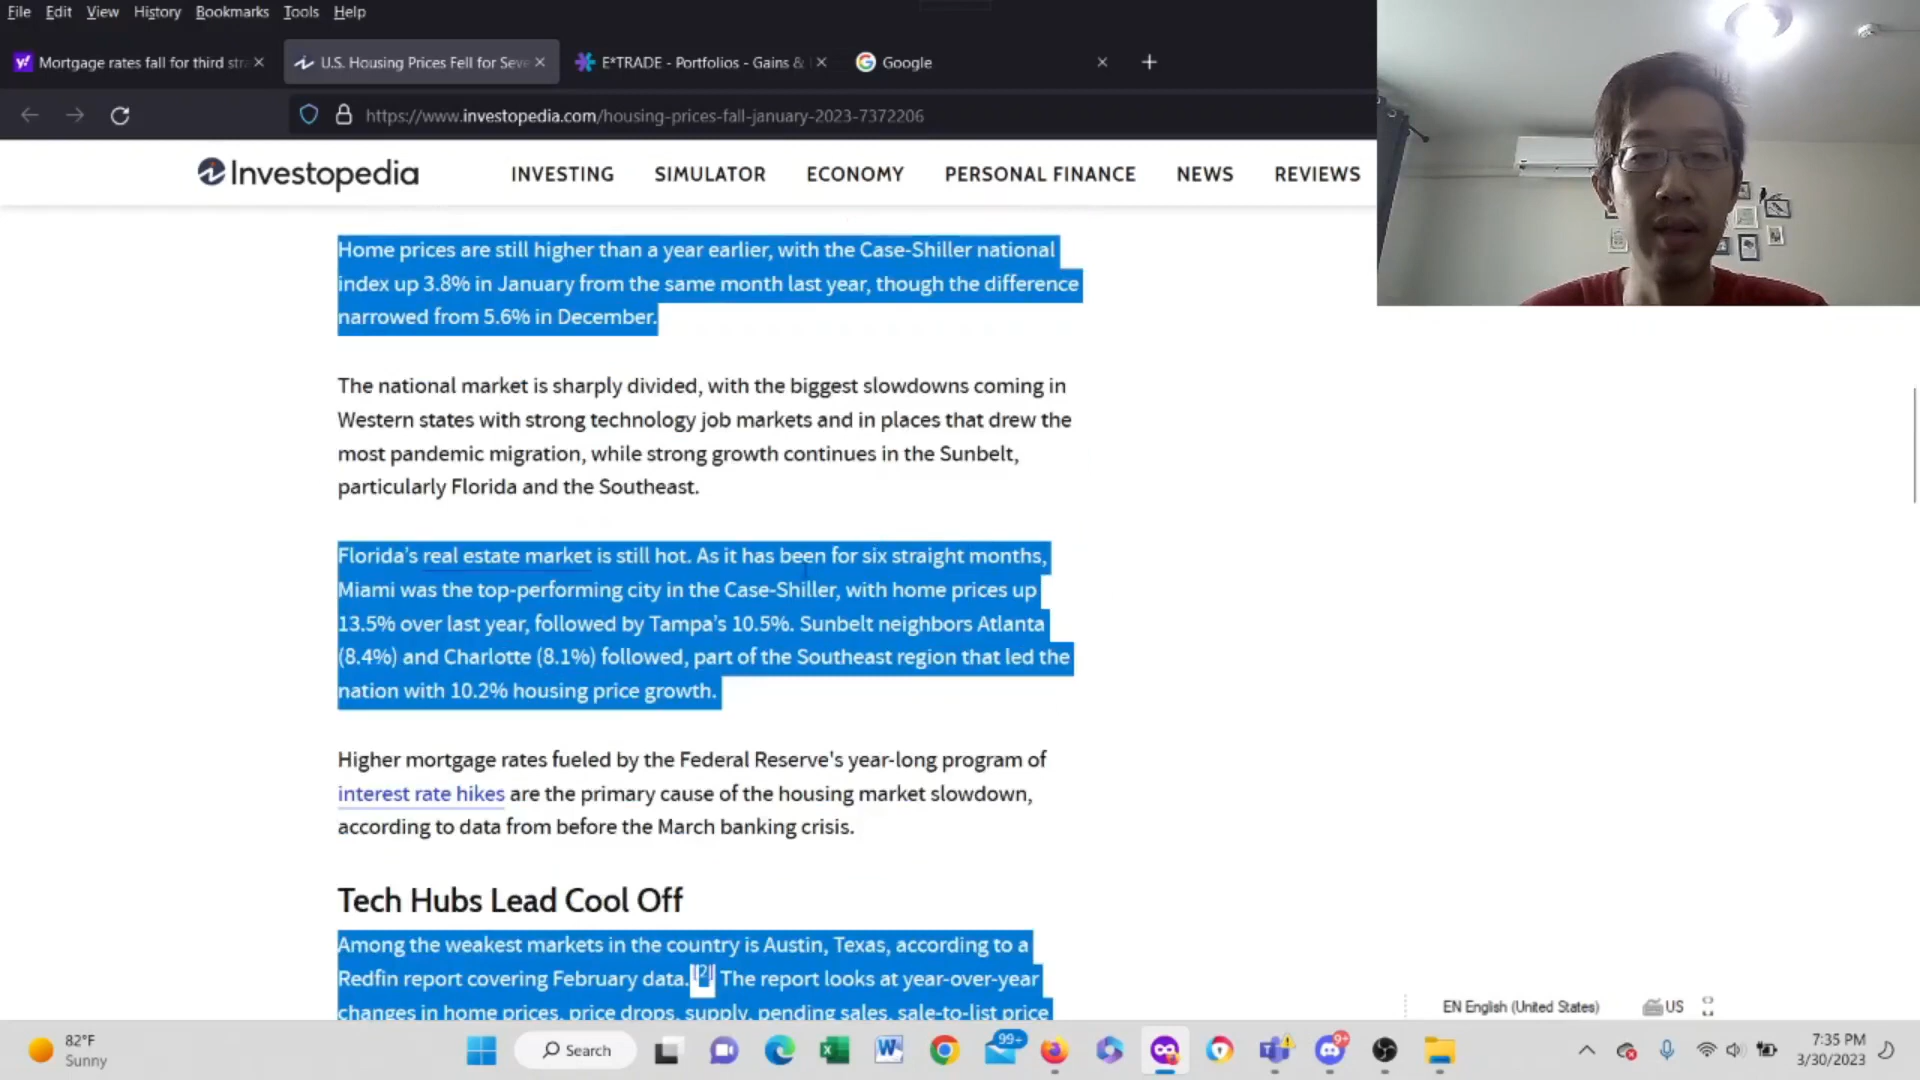 File Edit View History Bookmarks Tools Help
Mortgage rates fall for third stra
U.S. Housing Prices Fell for Seve
E*TRADE - Portfolios - Gains &
Google
https://www.investopedia.com/housing-prices-fall-january-2023-7372206
Investopedia
INVESTING SIMULATOR ECONOMY PERSONAL FINANCE NEWS REVIEWS
Home prices are still higher than a year earlier, with the Case-Shiller national
index up 3.8% in January from the same month last year, though the difference
narrowed from 5.6% in December.
The national market is sharply divided, with the biggest slowdowns coming in
Western states with strong technology job markets and in places that drew the
most pandemic migration, while strong growth continues in the Sunbelt,
particularly Florida and the Southeast.
Florida's real estate market is still hot. As it has been for six straight months,
Miami was the top-performing city in the Case-Shiller, with home prices up
13.5% over last year, followed by Tampa's 10.5%. Sunbelt neighbors Atlanta
(8.4%) and Charlotte (8.1%) followed, part of the Southeast region that led the
nation with 10.2% housing price growth.
Higher mortgage rates fueled by the Federal Reserve's year-long program of
interest rate hikes are the primary cause of the housing market slowdown,
according to data from before the March banking crisis.
Tech Hubs Lead Cool Off
Among the weakest markets in the country is Austin, Texas, according to a
Redfin report covering February data.[2] The report looks at year-over-year
changes in home prices, price drops, supply, pending sales, sale-to-list price
EN English (United States) US
82°F
Sunny
Search
99+
9+
7:35 PM
3/30/2023